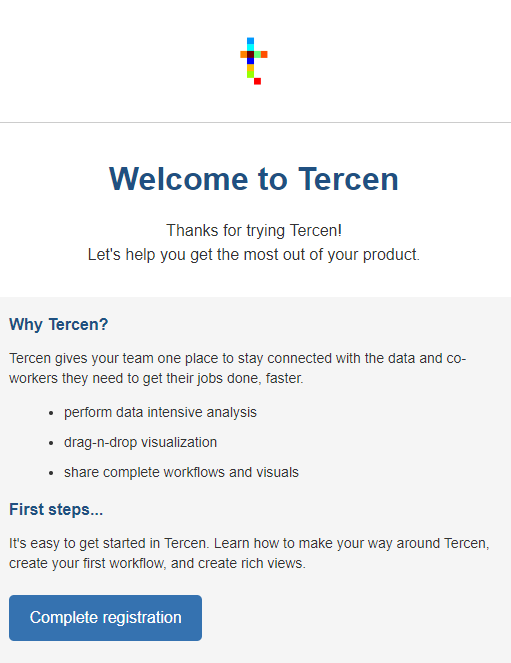 Welcome to Tercen
Thanks for trying Tercen!
Let's help you get the most out of your product.
Why Tercen?
Tercen gives your team one place to stay connected with the data and co-
workers they need to get their jobs done, faster.
• perform data intensive analysis
• drag-n-drop visualization
• share complete workflows and visuals
First steps...
It's easy to get started in Tercen. Learn how to make your way around Tercen,
create your first workflow, and create rich views.
Complete registration